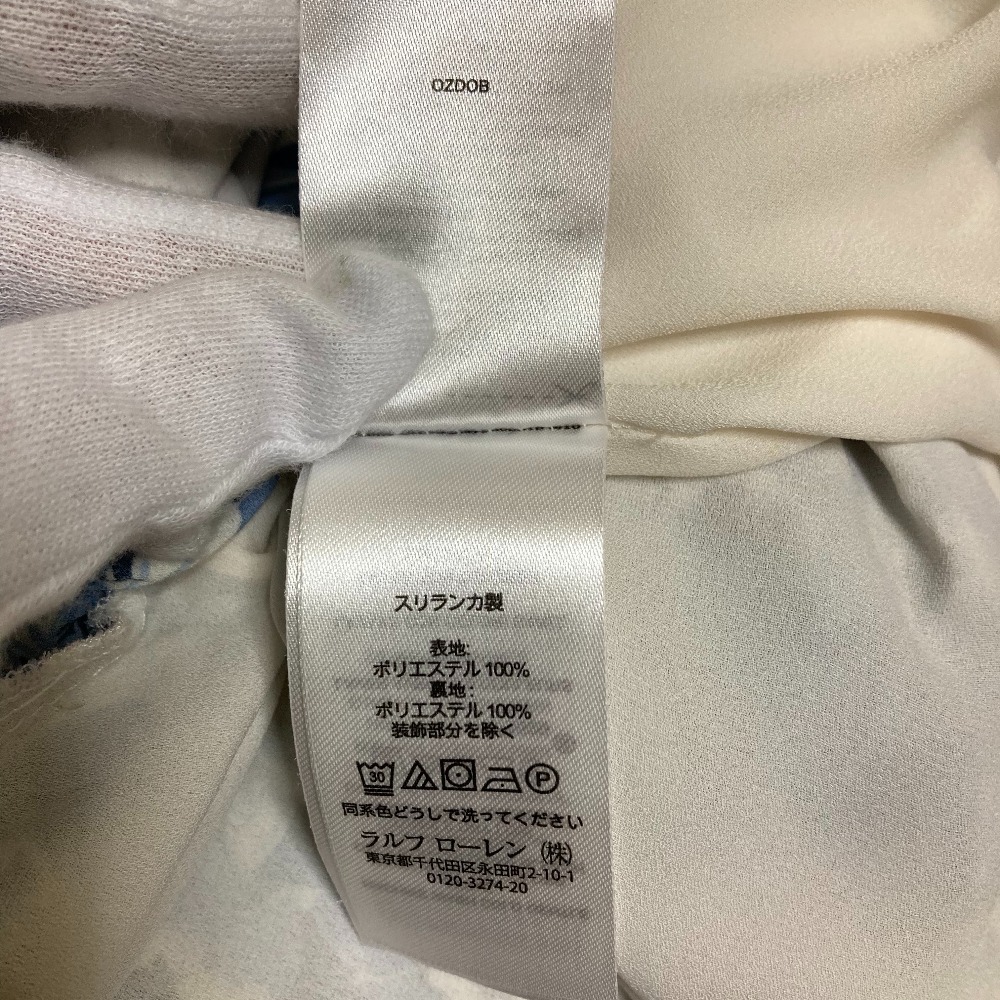 OZDOB
スリランカ製
表地:
ポリエステル 100%
裏地:
ポリエステル 100%
装飾部分を除く
30 P
同系色どうしで洗ってください
ラルフ ローレン (株)
東京都千代田区永田町2-10-1
0120-3274-20